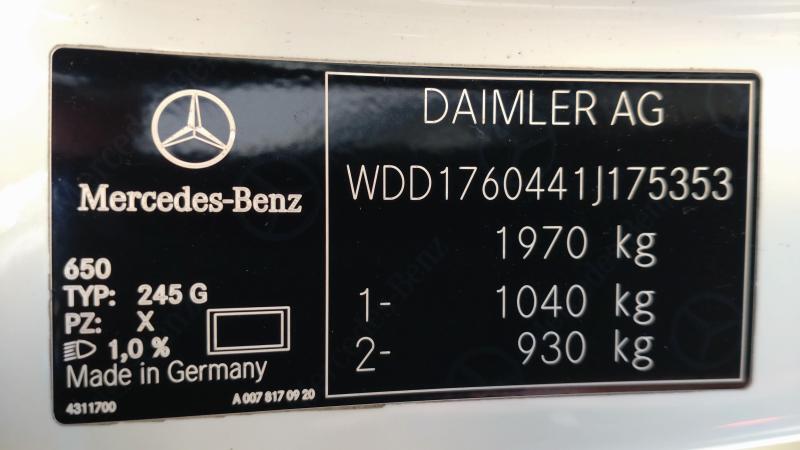 Mercedes-Benz
650
TYP: 245 G
PZ: X
1,0 %
Made in Germany
4311700
A 007 817 09 20
DAIMLER AG
WDD1760441J175353
1970 kg
1- 1040 kg
2- 930 kg